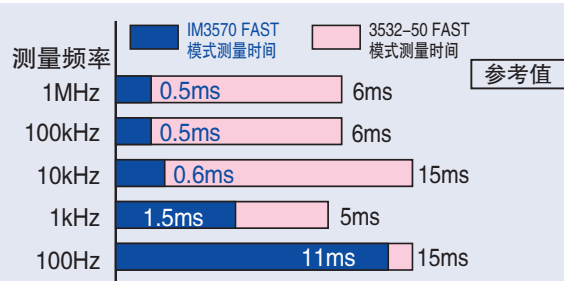 IM3570 FAST
模式测量时间
3532-50 FAST
模式测量时间
测量频率
参考值
1MHz 0.5ms 6ms
100kHz 0.5ms 6ms
10kHz 0.6ms 15ms
1kHz 1.5ms 5ms
100Hz 11ms 15ms